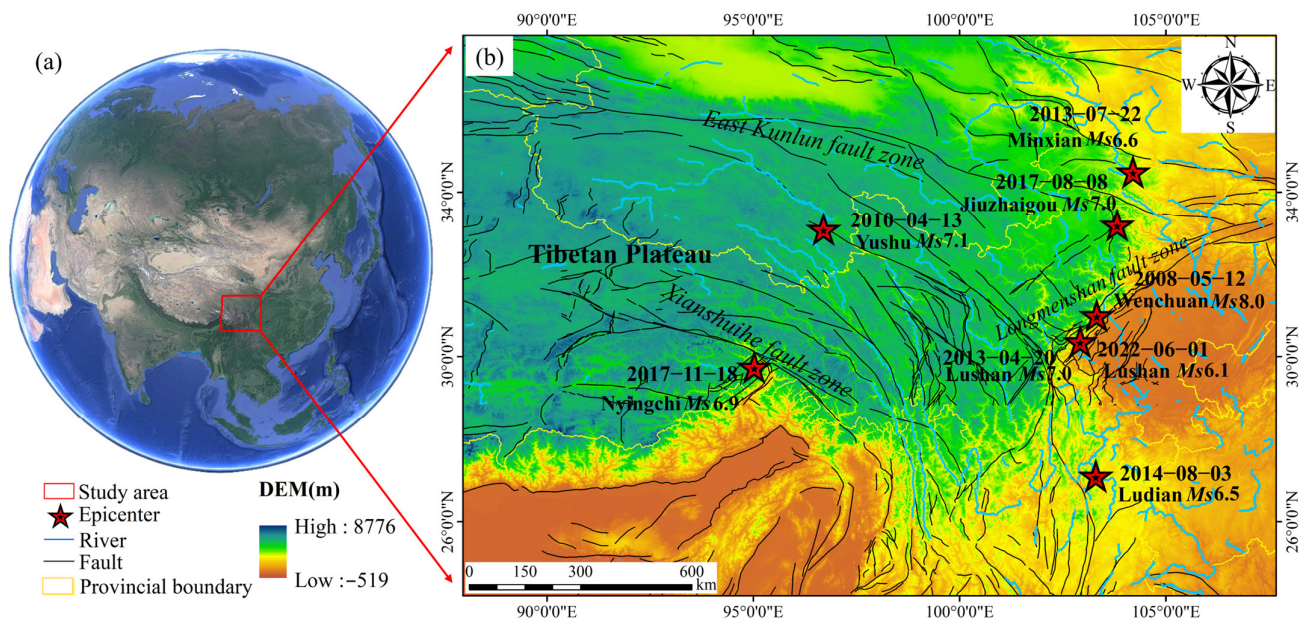 (a)
Study area
Epicenter
River
Fault
Provincial boundary
DEM(m)
High : 8776
Low :−519
90°0'0"E
95°0'0"E
100°0'0"E
105°0'0"E
(b)
N
W
E
S
34°0'0"N
30°0'0"N
26°0'0"N
34°0'0"N
30°0'0"N
26°0'0"N
East Kunlun fault zone
2013−07−22
Minxian Ms6.6
2017−08−08
Jiuzhaigou Ms7.0
2010−04−13
Yushu Ms7.1
Tibetan Plateau
Longmenshan fault zone
2008−05−12
Wenchuan Ms8.0
Xianshuihe fault zone
2013−04−20
Lushan Ms7.0
2022−06−01
Lushan Ms6.1
2017−11−18
Nyingchi Ms6.9
2014−08−03
Ludian Ms6.5
0 150 300 600
km
90°0'0"E
95°0'0"E
100°0'0"E
105°0'0"E